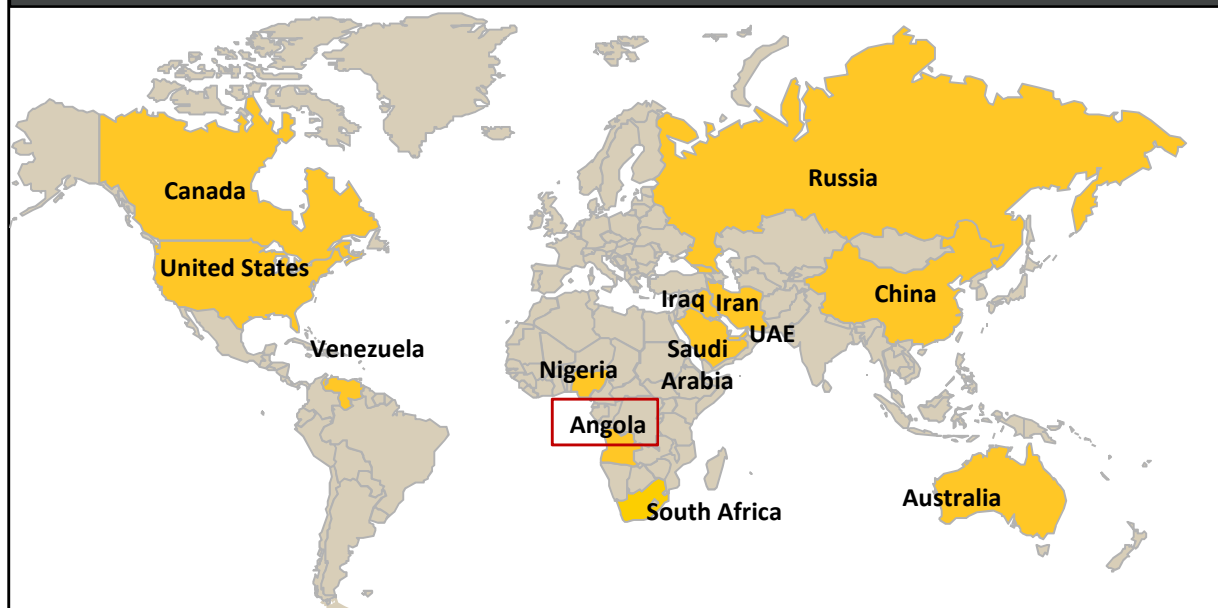 Canada
Russia
United States
Iraq
Iran
China
UAE
Venezuela
Saudi
Arabia
Nigeria
Angola
Australia
South Africa